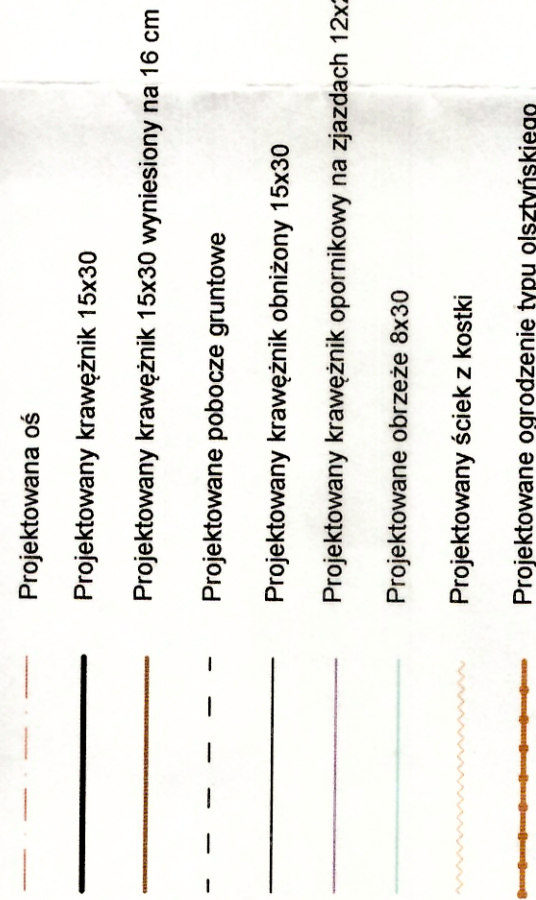 Projektowana oś
Projektowany krawężnik 15x30
Projektowany krawężnik 15x30 wyniesiony na 16 cm
Projektowane pobocze gruntowe
Projektowany krawężnik obniżony 15x30
Projektowany krawężnik opornikowy na zjazdach
Projektowane obrzeże 8x30
Projektowany ściek z kostki
Projektowane ogrodzenie typu olsztyńskiego